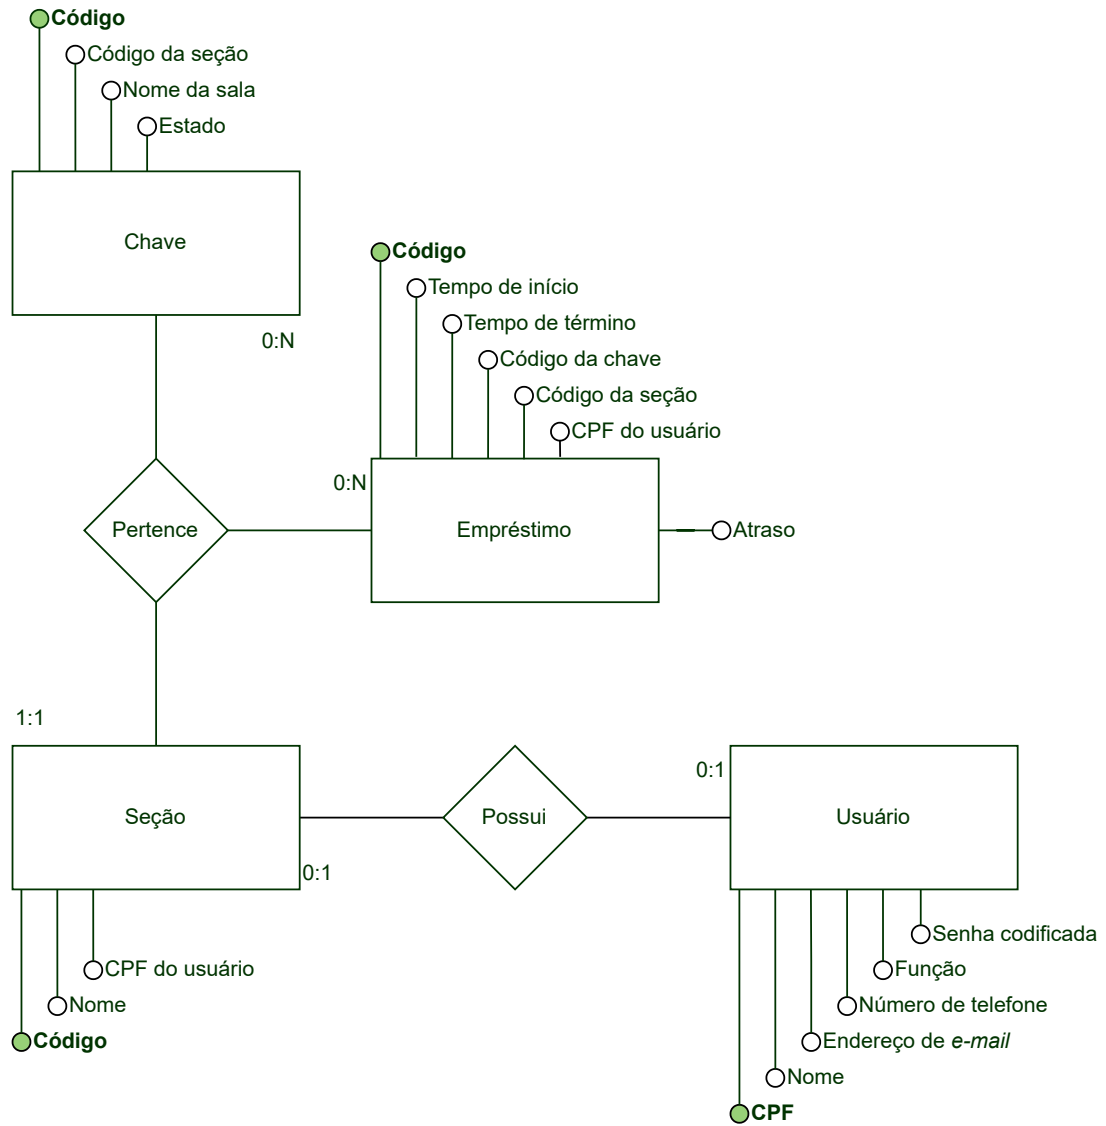 Código
Código da seção
Nome da sala
Estado
Chave
0:N
Código
Tempo de início
Tempo de término
Código da chave
Código da seção
CPF do usuário
0:N
Pertence
Empréstimo
Atraso
1:1
Seção
0:1
Possui
0:1
Usuário
CPF do usuário
Nome
Código
Senha codificada
Função
Número de telefone
Endereço de e-mail
Nome
CPF